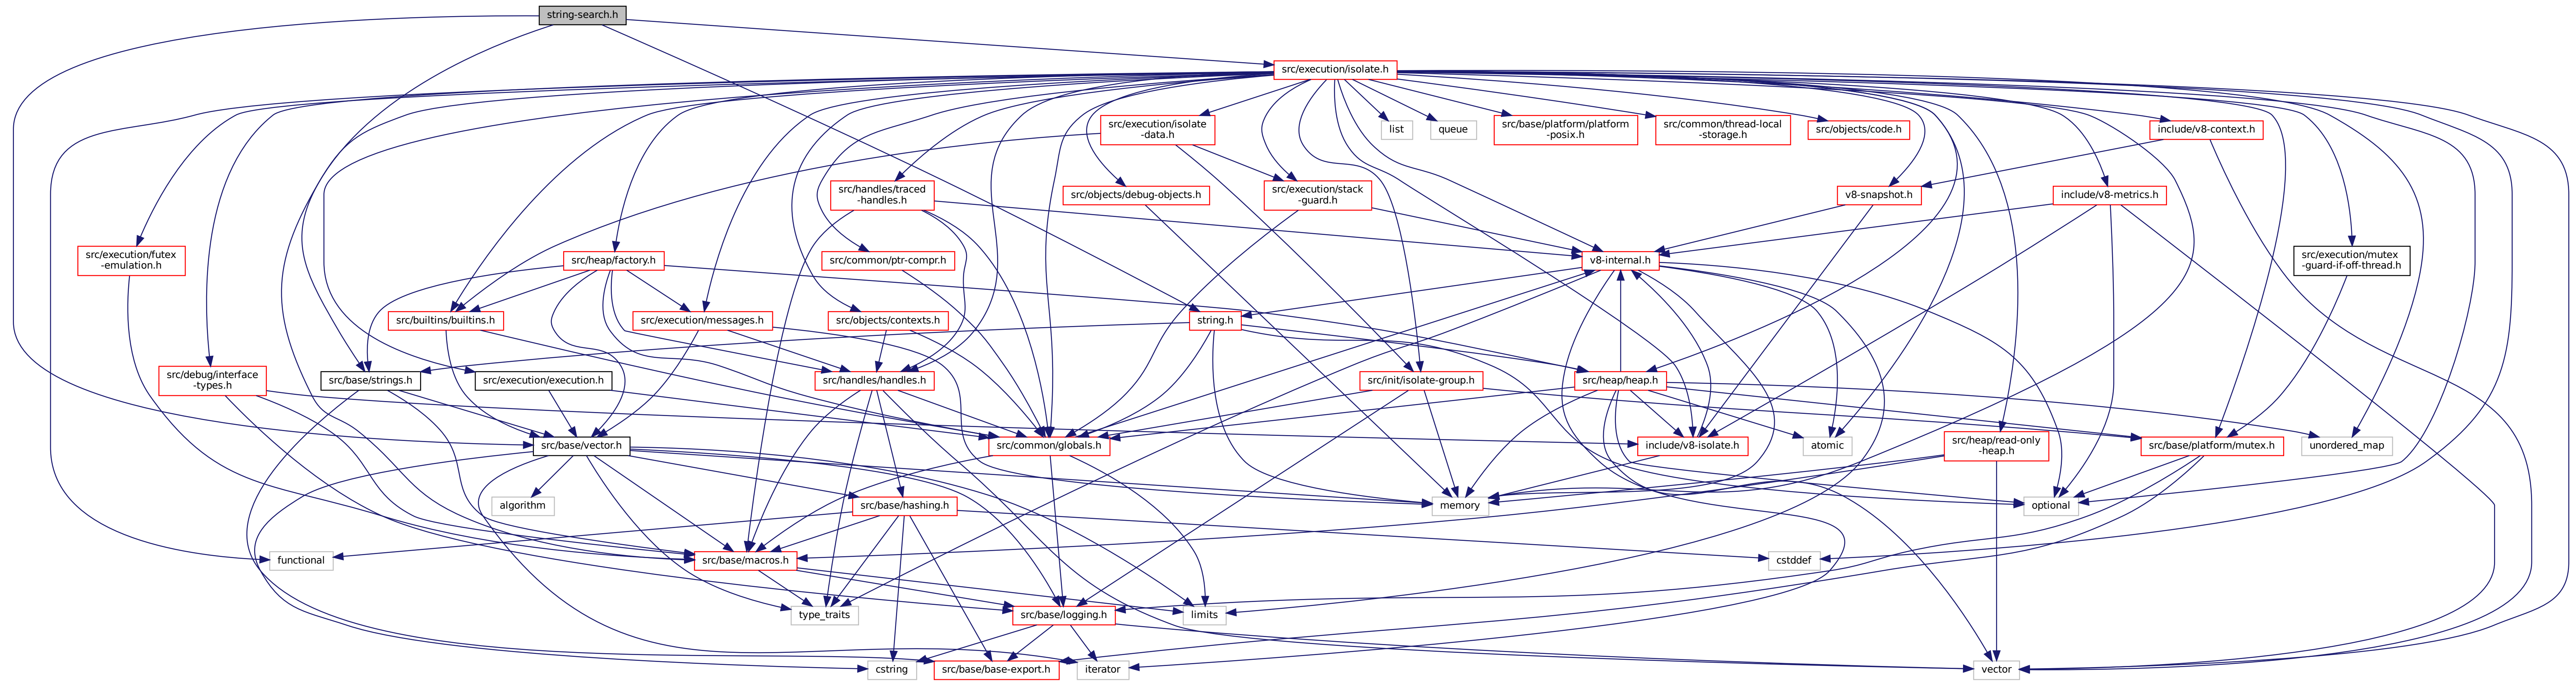 string-search.h
src/execution/isolate.h
src/execution/isolate
-data.h
list
queue
src/base/platform/platform
-posix.h
src/common/thread-local
-storage.h
src/objects/code.h
include/v8-context.h
src/handles/traced
-handles.h
src/objects/debug-objects.h
src/execution/stack
-guard.h
v8-snapshot.h
include/v8-metrics.h
src/execution/futex
-emulation.h
src/heap/factory.h
src/common/ptr-compr.h
v8-internal.h
src/execution/mutex
-guard-if-off-thread.h
src/builtins/builtins.h
src/execution/messages.h
src/objects/contexts.h
string.h
src/debug/interface
-types.h
src/base/strings.h
src/execution/execution.h
src/handles/handles.h
src/init/isolate-group.h
src/heap/heap.h
src/base/vector.h
src/common/globals.h
include/v8-isolate.h
atomic
src/heap/read-only
-heap.h
src/base/platform/mutex.h
unordered_map
algorithm
src/base/hashing.h
memory
optional
functional
src/base/macros.h
cstddef
type_traits
src/base/logging.h
limits
cstring
src/base/base-export.h
iterator
vector